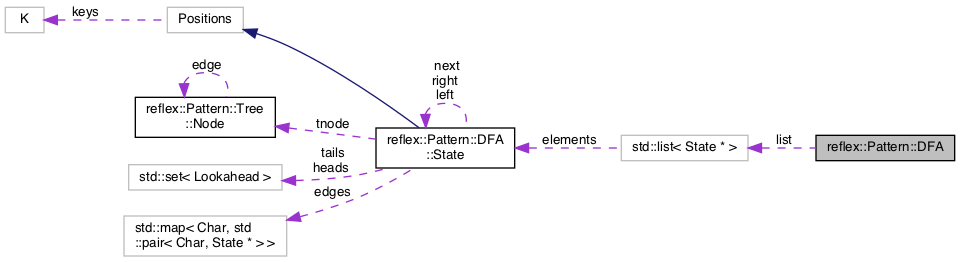 K
keys
Positions
edge
reflex::Pattern::Tree
::Node
tnode
next
right
left
reflex::Pattern::DFA
::State
elements
std::list< State * >
list
reflex::Pattern::DFA
tails
heads
std::set< Lookahead >
edges
std::map< Char, std
::pair< Char, State * > >